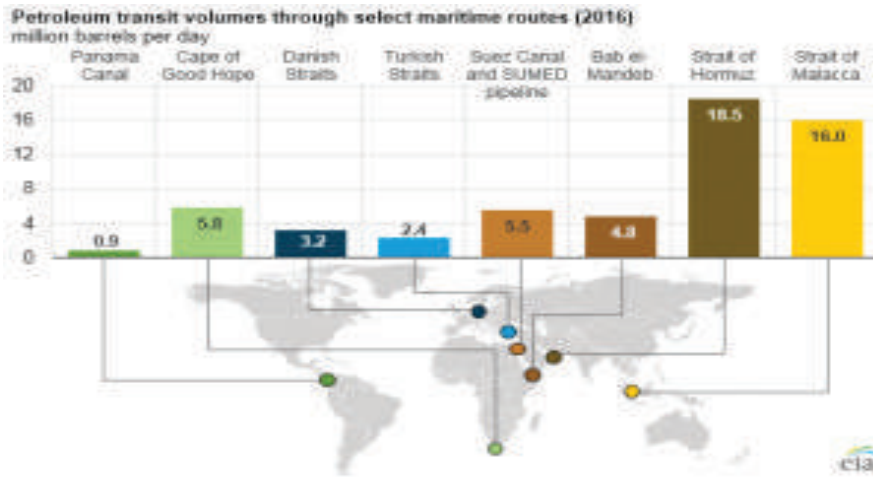 Petroleum transit volumes through select maritime routes (2016)
million barrels per day
Panama Canal
Cape of Good Hope
Danish Straits
Turkish Straits
Suez Canal and SUMED pipeline
Bab el-Mandeb
Strait of Hormuz
Strait of Malacca
20
16
12
8
4
0
0.9
5.8
3.2
2.4
5.5
4.8
18.5
16.0
eia